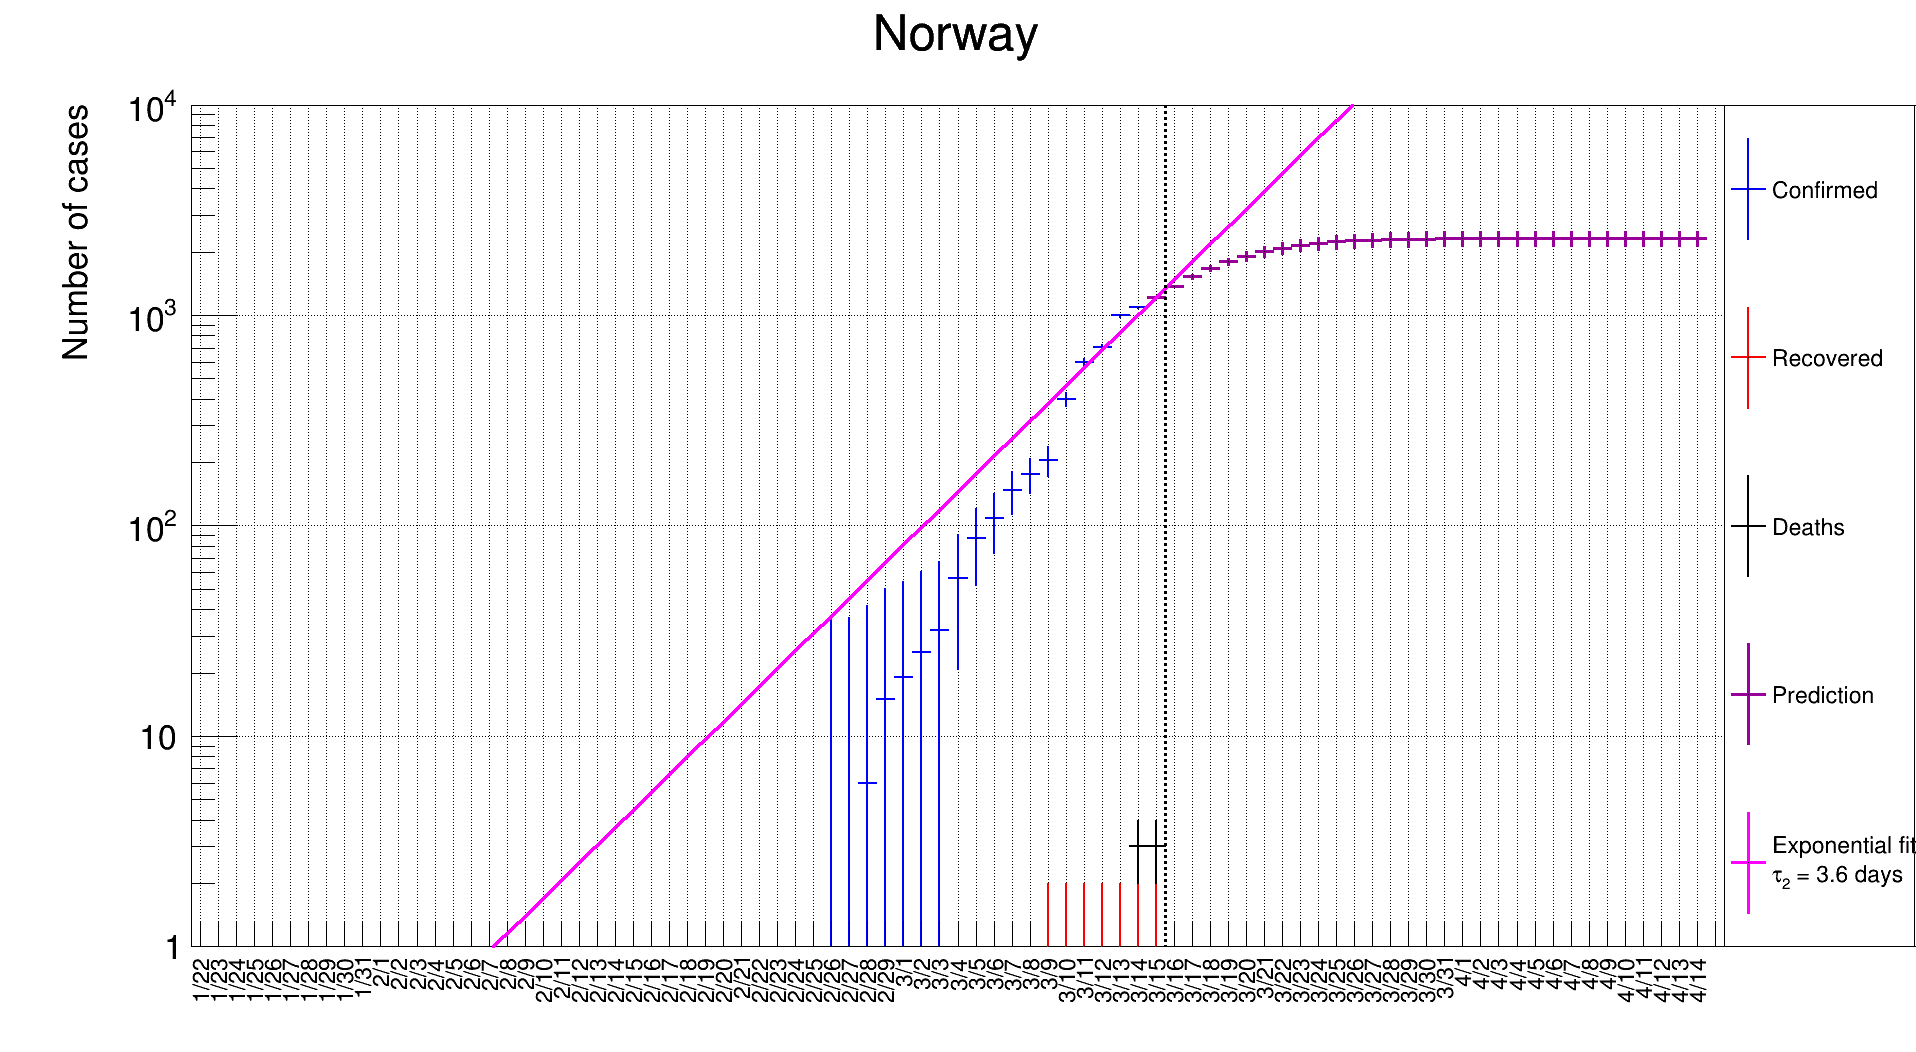 Norway
Number of cases
10^4
10^3
10^2
10
1
1/22 1/23 1/24 1/25 1/26 1/27 1/28 1/29 1/30 1/31 2/1 2/2 2/3 2/4 2/5 2/6 2/7 2/8 2/9 2/10 2/11 2/12 2/13 2/14 2/15 2/16 2/17 2/18 2/19 2/20 2/21 2/22 2/23 2/24 2/25 2/26 2/27 2/28 2/29 3/1 3/2 3/3 3/4 3/5 3/6 3/7 3/8 3/9 3/10 3/11 3/12 3/13 3/14 3/15 3/16 3/17 3/18 3/19 3/20 3/21 3/22 3/23 3/24 3/25 3/26 3/27 3/28 3/29 3/30 3/31 4/1 4/2 4/3 4/4 4/5 4/6 4/7 4/8 4/9 4/10 4/11 4/12 4/13 4/14
Confirmed
Recovered
Deaths
Prediction
Exponential fit
τ₂ = 3.6 days